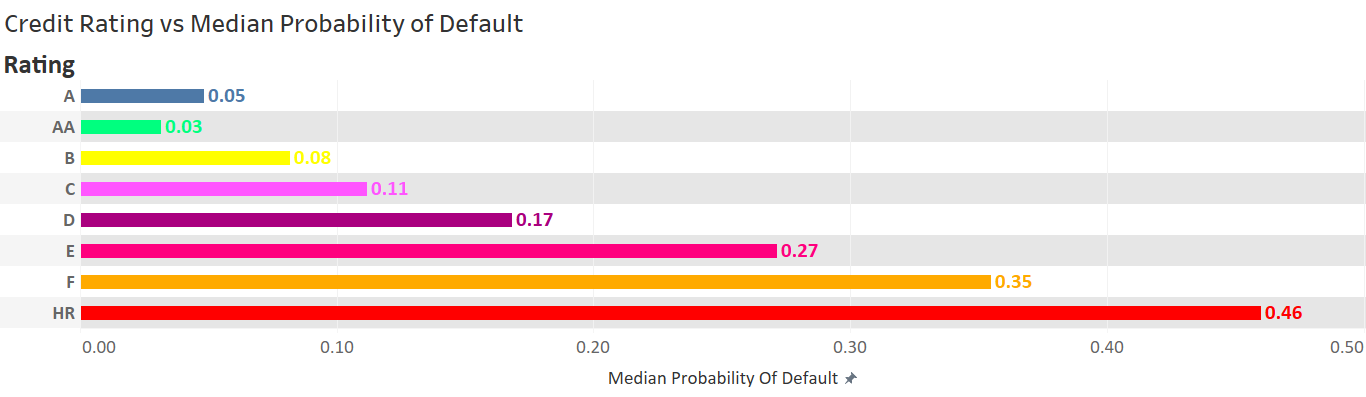 Credit Rating vs Median Probability of Default
Rating
A 0.05
AA 0.03
B 0.08
C 0.11
D 0.17
E 0.27
F 0.35
HR 0.46
0.00 0.10 0.20 0.30 0.40 0.50
Median Probability Of Default